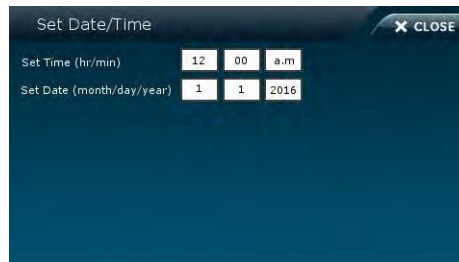 Set Date/Time
X CLOSE
Set Time (hr/min) 12 00 a.m
Set Date (month/day/year) 1 1 2016